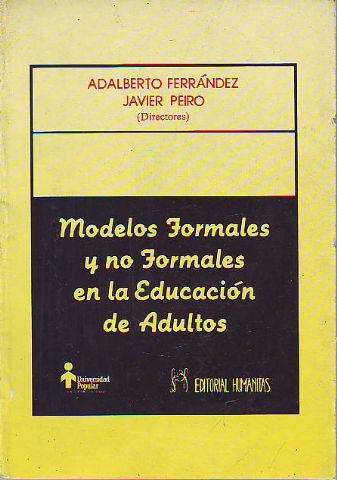 ADALBERTO FERRÁNDEZ
JAVIER PEIRO
(Directores)
Modelos Formales
y no Formales
en la Educación
de Adultos
Universidad
Popular
EDITORIAL HUMANITAS